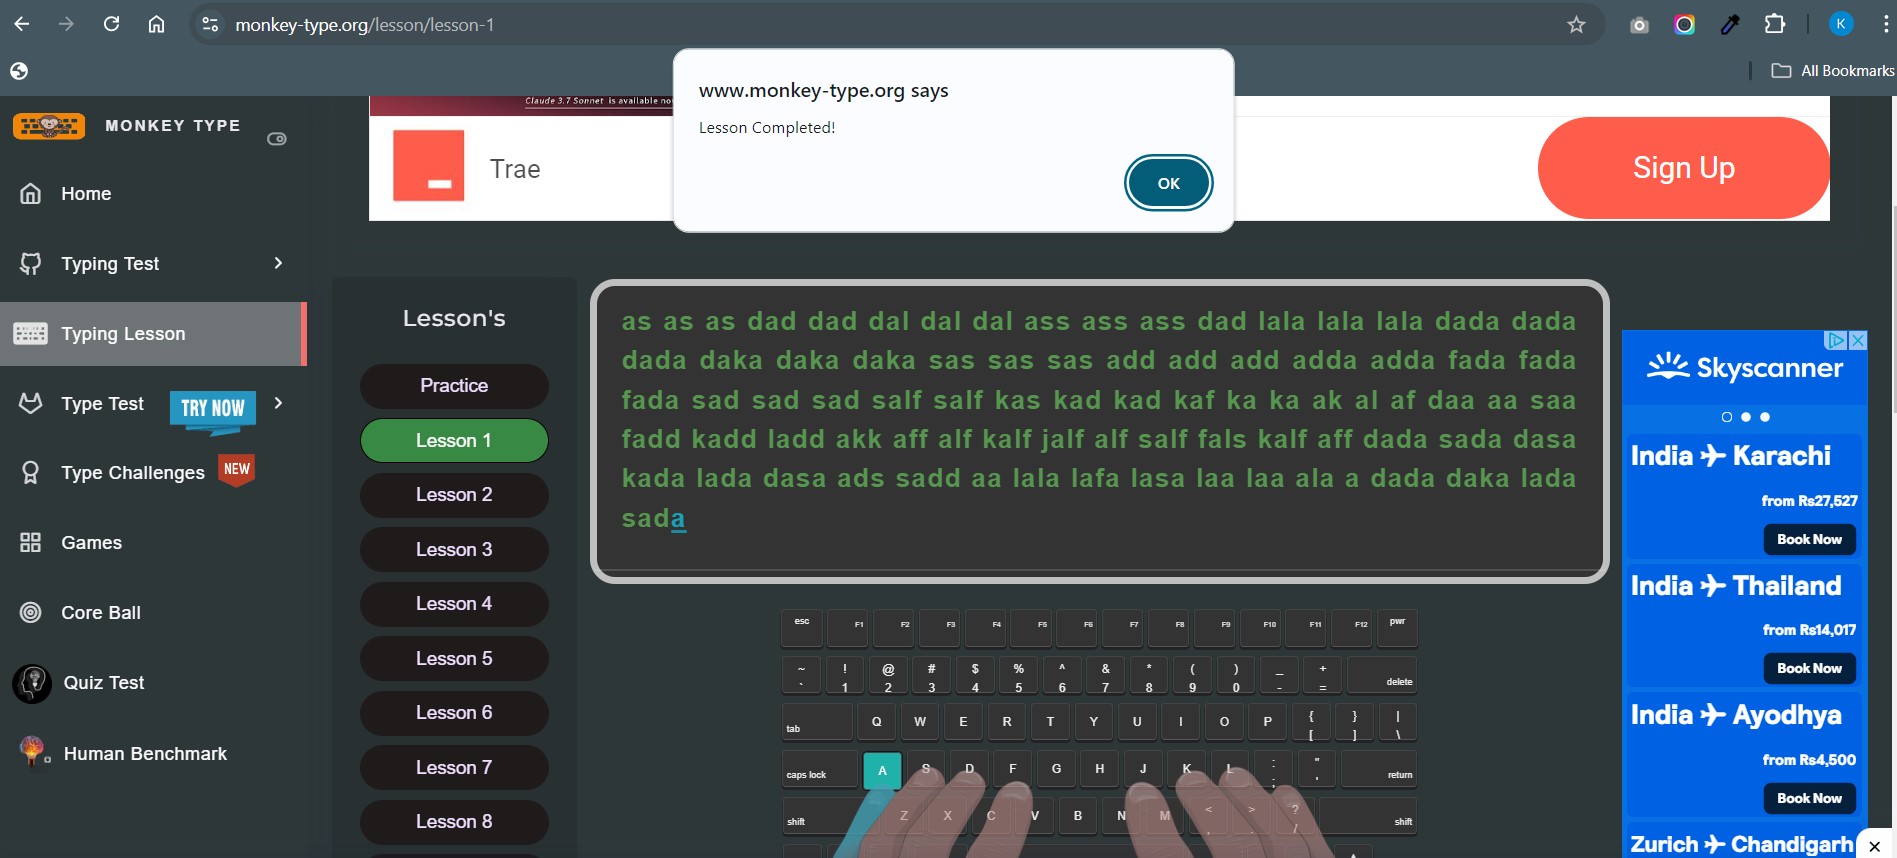 monkey-type.org/lesson/lesson-1
K
All Bookmarks
www.monkey-type.org says
Lesson Completed!
OK
Claude 3.7 Sonnet is available no
Trae
Sign Up
MONKEY TYPE
Home
Typing Test
Typing Lesson
Type Test
TRY NOW
Type Challenges
NEW
Games
Core Ball
Quiz Test
Human Benchmark
Lesson's
Practice
Lesson 1
Lesson 2
Lesson 3
Lesson 4
Lesson 5
Lesson 6
Lesson 7
Lesson 8
as as as dad dad dal dal dal ass ass ass dad lala lala lala dada dada
dada daka daka daka sas sas sas add add add adda adda fada fada
fada sad sad sad salf salf kas kad kad kaf ka ka ak al af daa aa saa
fadd kadd ladd akk aff alf kalf jalf alf salf fals kalf aff dada sada dasa
kada lada dasa ads sadd aa lala lafa lasa laa laa ala a dada daka lada
sada
esc F1 F2 F3 F4 F5 F6 F7 F8 F9 F10 F11 F12 pwr
~ ! @ # $ % ^ & * ( ) _ +
` 1 2 3 4 5 6 7 8 9 0 - = delete
tab Q W E R T Y U I O P { } |
[ ] \
caps lock A S D F G H J K L : "
; ' return
shift Z X C V B N M < > ?
, . / shift
Skyscanner
India ✈ Karachi
from Rs27,527
Book Now
India ✈ Thailand
from Rs14,017
Book Now
India ✈ Ayodhya
from Rs4,500
Book Now
Zurich ✈ Chandigarh